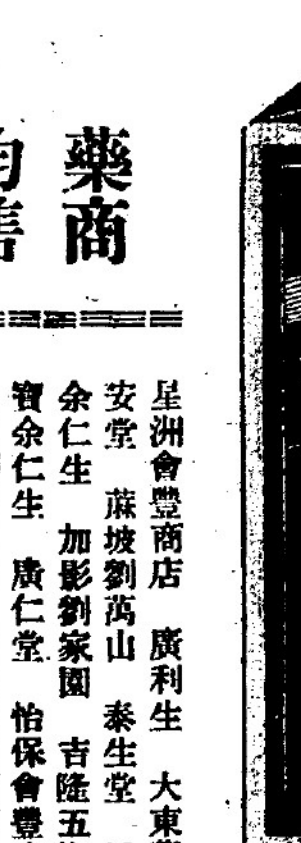 藥商
均售
星洲會豐商店 廣利生 大東
安堂 蔴坡劉萬山 泰生堂
余仁生 加影劉家園 吉隆五
寶余仁生 廣仁堂 怡保會豐